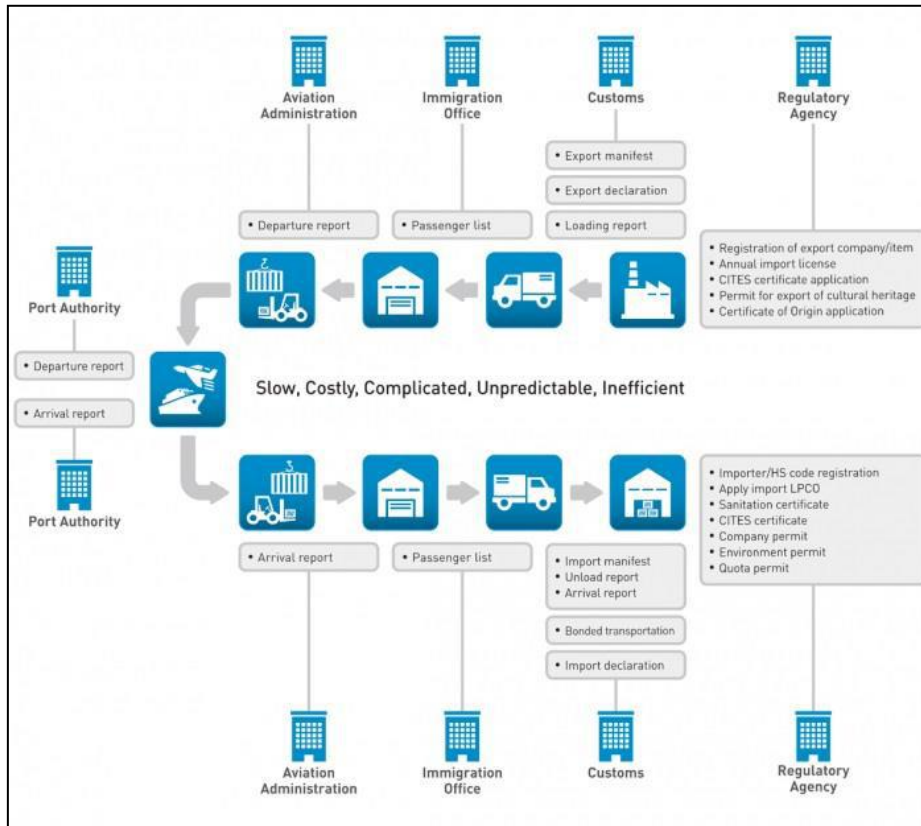 Aviation
Administration
Immigration
Office
Customs
Regulatory
Agency
• Export manifest
• Export declaration
• Departure report
• Passenger list
• Loading report
• Registration of export company/item
• Annual import license
• CITES certificate application
• Permit for export of cultural heritage
• Certificate of Origin application
Port Authority
• Departure report
Slow, Costly, Complicated, Unpredictable, Inefficient
• Arrival report
Port Authority
• Importer/HS code registration
• Apply import LPCO
• Sanitation certificate
• CITES certificate
• Company permit
• Environment permit
• Quota permit
• Arrival report
• Passenger list
• Import manifest
• Unload report
• Arrival report
• Bonded transportation
• Import declaration
Aviation
Administration
Immigration
Office
Customs
Regulatory
Agency